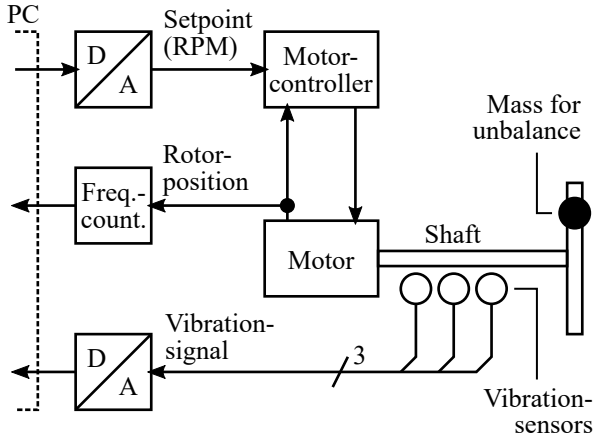 PC
D
A
Setpoint
(RPM)
Motor-
controller
Mass for
unbalance
Freq.-
count.
Rotor-
position
Motor
Shaft
D
A
Vibration-
signal
3
Vibration-
sensors